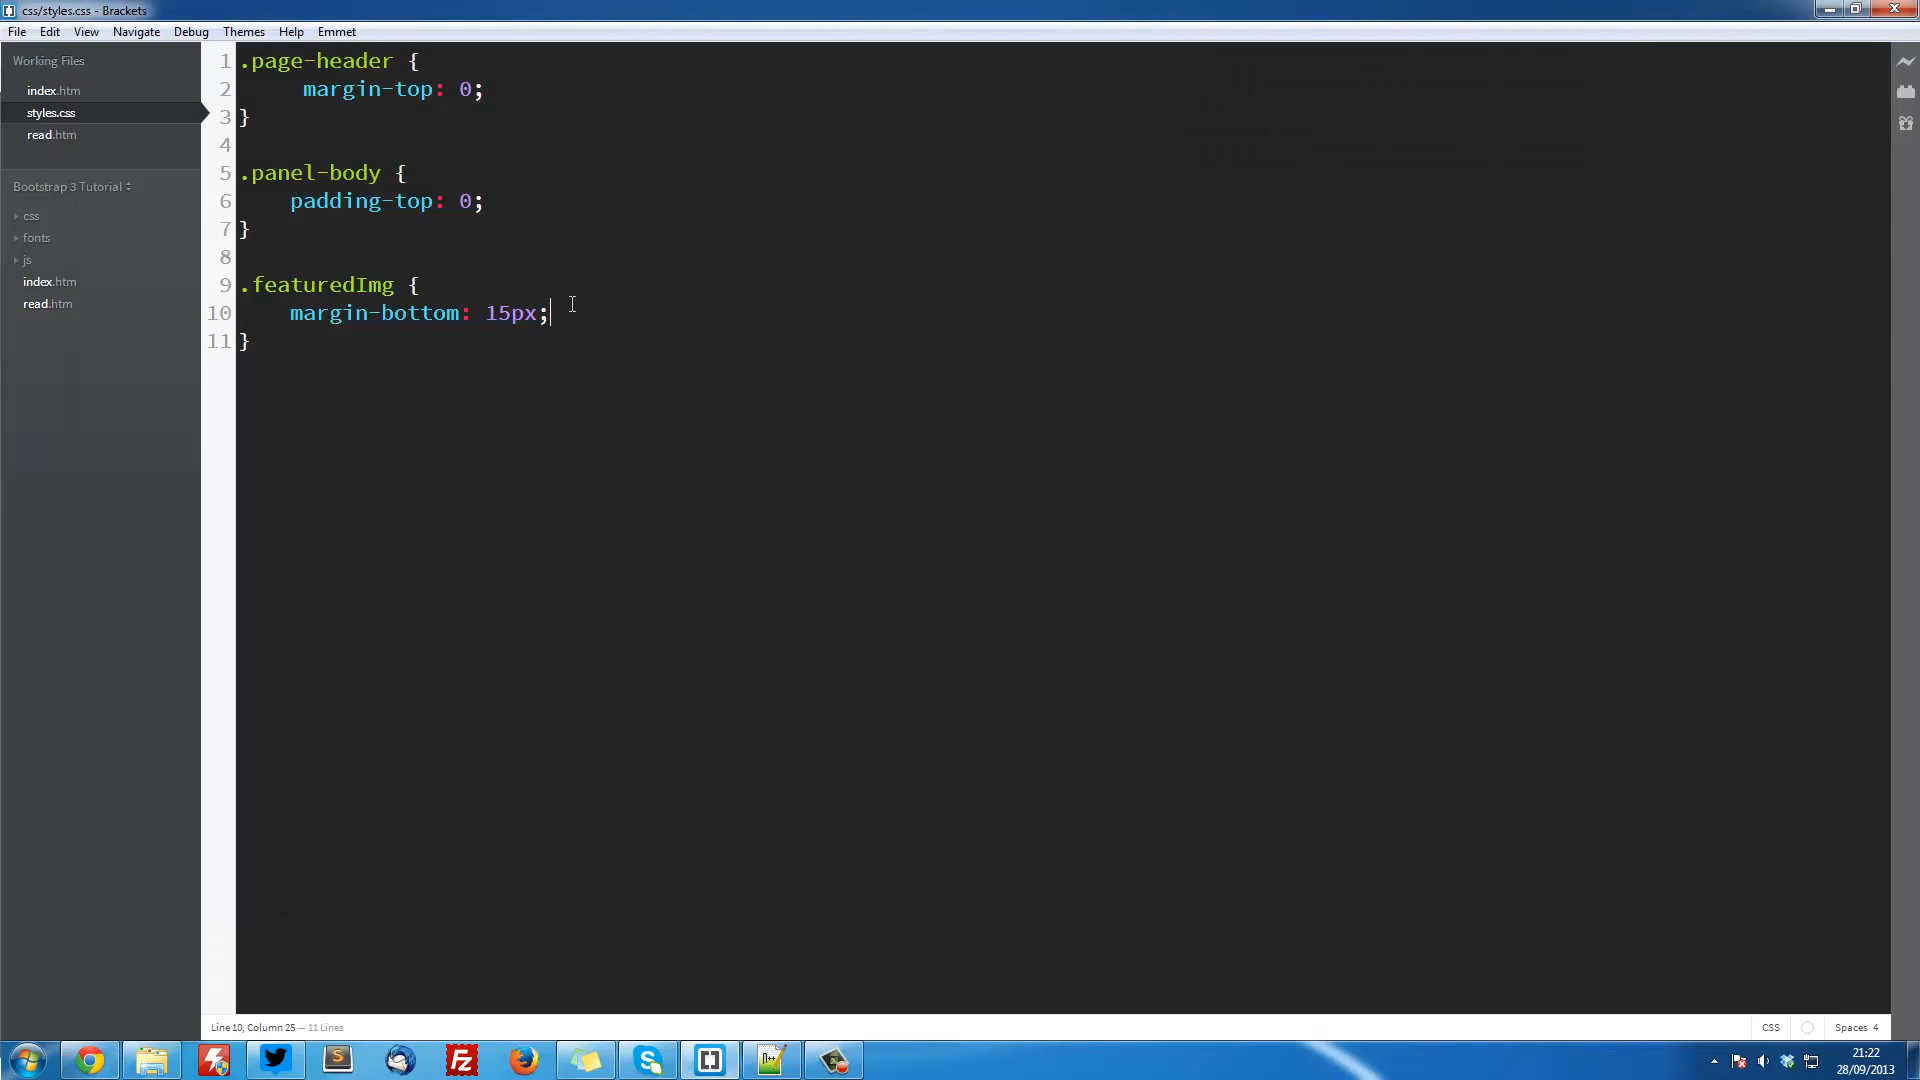 css/styles.css - Brackets
File Edit View Navigate Debug Themes Help Emmet
Working Files
index.htm
styles.css
read.htm
Bootstrap 3 Tutorial
css
fonts
js
index.htm
read.htm
1 .page-header {
2 margin-top: 0;
3 }
4
5 .panel-body {
6 padding-top: 0;
7 }
8
9 .featuredImg {
10 margin-bottom: 15px;
11 }
Line 10, Column 25 — 11 Lines
CSS
Spaces 4
21:22
28/09/2013